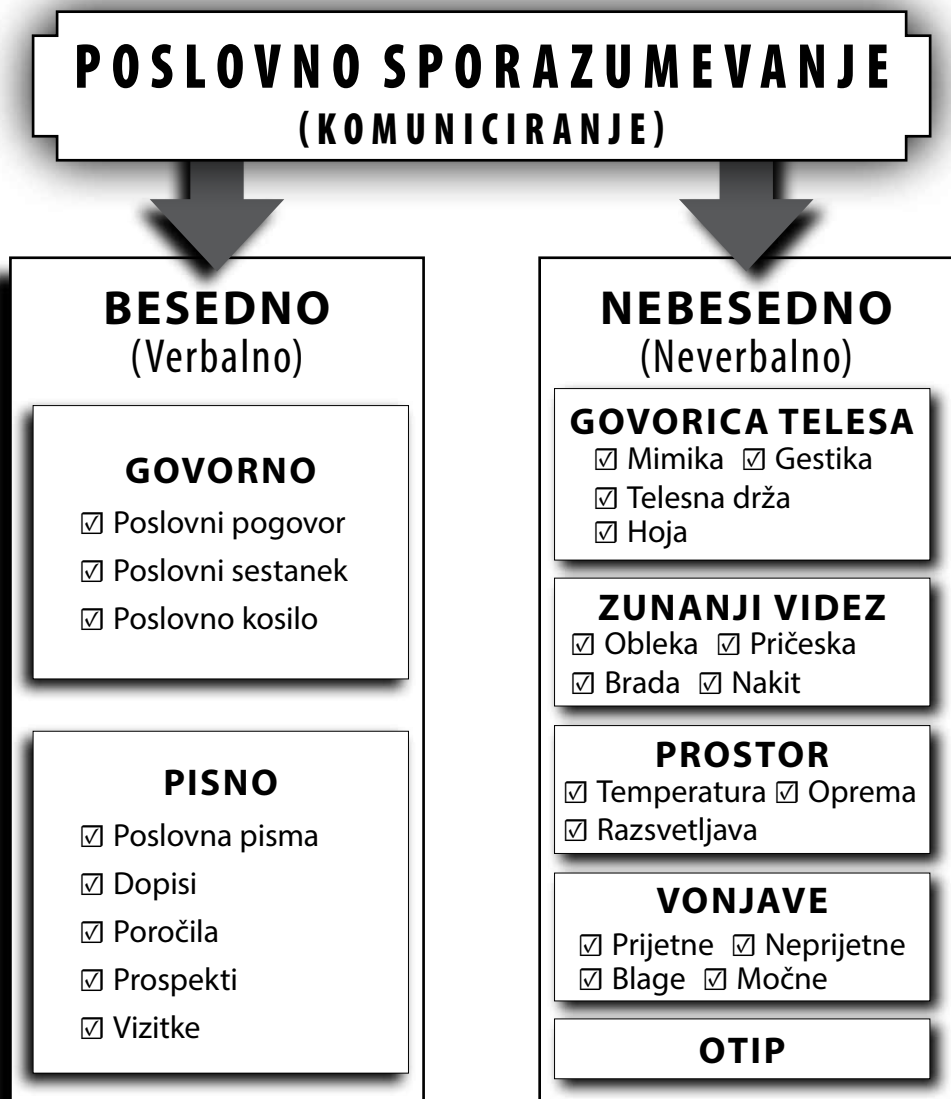 POSLOVNO SPORAZUMEVANJE
(KOMUNICIRANJE)
BESEDNO
(Verbalno)
GOVORNO
☑ Poslovni pogovor
☑ Poslovni sestanek
☑ Poslovno kosilo
PISNO
☑ Poslovna pisma
☑ Dopisi
☑ Poročila
☑ Prospekti
☑ Vizitke
NEBESEDNO
(Neverbalno)
GOVORICA TELESA
☑ Mimika ☑ Gestika
☑ Telesna drža
☑ Hoja
ZUNANJI VIDEZ
☑ Obleka ☑ Pričeska
☑ Brada ☑ Nakit
PROSTOR
☑ Temperatura ☑ Oprema
☑ Razsvetljava
VONJAVE
☑ Prijetne ☑ Neprijetne
☑ Blage ☑ Močne
OTIP